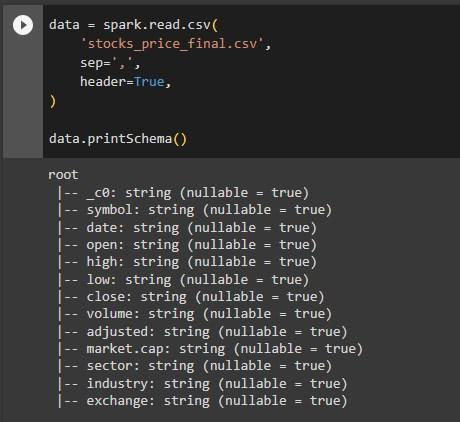 data = spark.read.csv(
    'stocks_price_final.csv',
    sep=',',
    header=True,
)
data.printSchema()
root
 |-- _c0: string (nullable = true)
 |-- symbol: string (nullable = true)
 |-- date: string (nullable = true)
 |-- open: string (nullable = true)
 |-- high: string (nullable = true)
 |-- low: string (nullable = true)
 |-- close: string (nullable = true)
 |-- volume: string (nullable = true)
 |-- adjusted: string (nullable = true)
 |-- market.cap: string (nullable = true)
 |-- sector: string (nullable = true)
 |-- industry: string (nullable = true)
 |-- exchange: string (nullable = true)